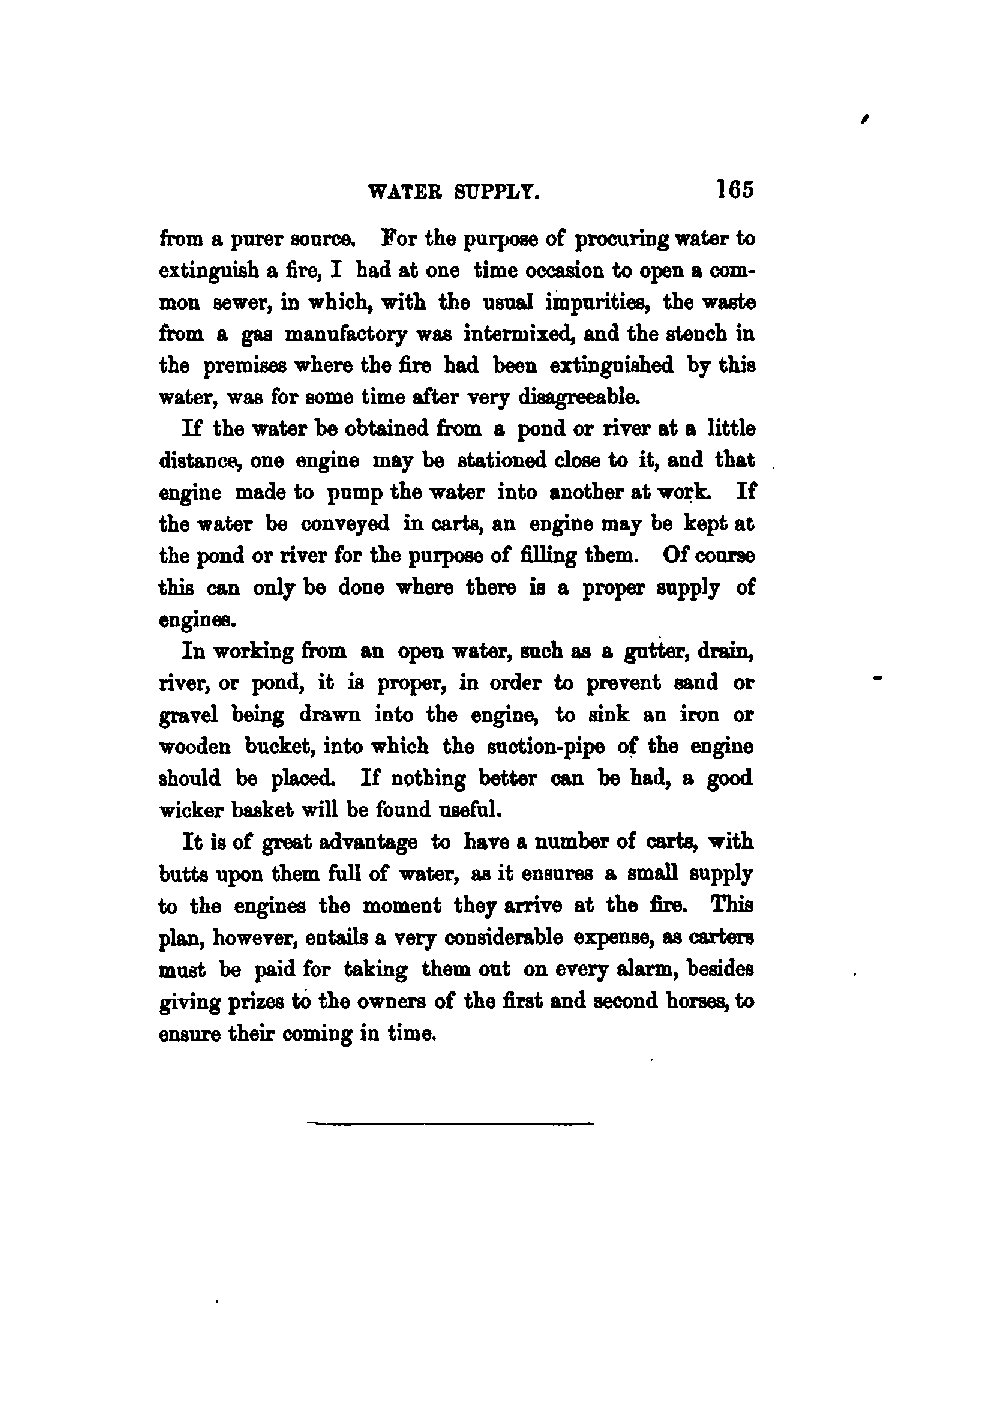 WATER SUPPLY. 165
from a purer source. For the purpose of procuring water to
extinguish a fire, I had at one time occasion to open a com-
mon sewer, in which, with the usual impurities, the waste
from a gas manufactory was intermixed, and the stench in
the premises where the fire had been extinguished by this
water, was for some time after very disagreeable.
If the water be obtained from a pond or river at a little
distance, one engine may be stationed close to it, and that
engine made to pump the water into another at work. If
the water be conveyed in carts, an engine may be kept at
the pond or river for the purpose of filling them. Of course
this can only be done where there is a proper supply of
engines.
In working from an open water, such as a gutter, drain,
river, or pond, it is proper, in order to prevent sand or
gravel being drawn into the engine, to sink an iron or
wooden bucket, into which the suction-pipe of the engine
should be placed. If nothing better can be had, a good
wicker basket will be found useful.
It is of great advantage to have a number of carts, with
butts upon them full of water, as it ensures a small supply
to the engines the moment they arrive at the fire. This
plan, however, entails a very considerable expense, as carters
must be paid for taking them out on every alarm, besides
giving prizes to the owners of the first and second horses, to
ensure their coming in time.